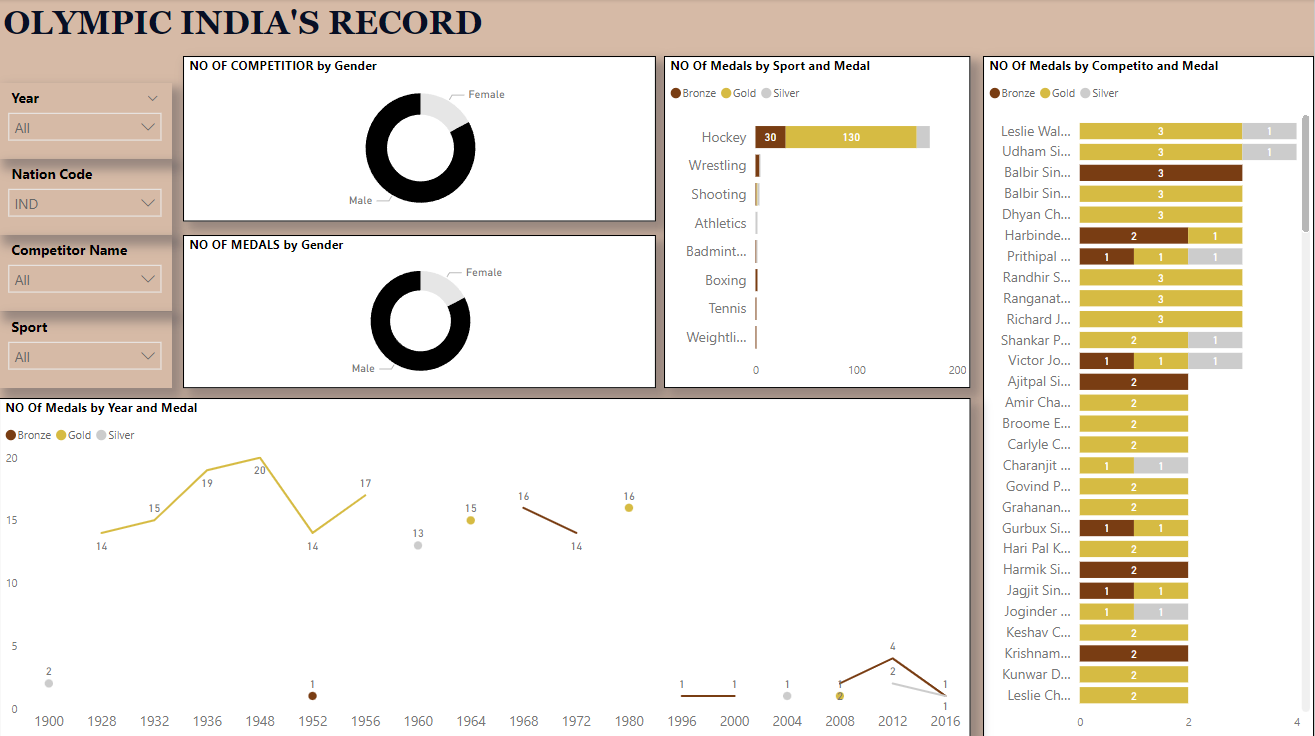 OLYMPIC INDIA'S RECORD
Year
All
Nation Code
IND
Competitor Name
All
Sport
All
NO OF COMPETITIOR by Gender
Female
Male
NO OF MEDALS by Gender
Female
Male
NO Of Medals by Sport and Medal
Bronze Gold Silver
Hockey 30 130
Wrestling
Shooting
Athletics
Badmint...
Boxing
Tennis
Weightli...
0 100 200
NO Of Medals by Competito and Medal
Bronze Gold Silver
Leslie Wal... 3 1
Udham Si... 3 1
Balbir Sin... 3
Balbir Sin... 3
Dhyan Ch... 3
Harbinde... 2 1
Prithipal ... 1 1 1
Randhir S... 3
Ranganat... 3
Richard J... 3
Shankar P... 2 1
Victor Jo... 1 1 1
Ajitpal Si... 2
Amir Cha... 2
Broome E... 2
Carlyle C... 2
Charanjit ... 1 1
Govind P... 2
Grahanan... 2
Gurbux Si... 1 1
Hari Pal K... 2
Harmik Si... 2
Jagjit Sin... 1 1
Joginder ... 1 1
Keshav C... 2
Krishnam... 2
Kunwar D... 2
Leslie Ch... 2
0 2 4
NO Of Medals by Year and Medal
Bronze Gold Silver
20
15
10
5
0
2 14 15 19 20 14 1 17 13 15 16 14 16 1 1 1 1 2 4 2 1 1
1900 1928 1932 1936 1948 1952 1956 1960 1964 1968 1972 1980 1996 2000 2004 2008 2012 2016